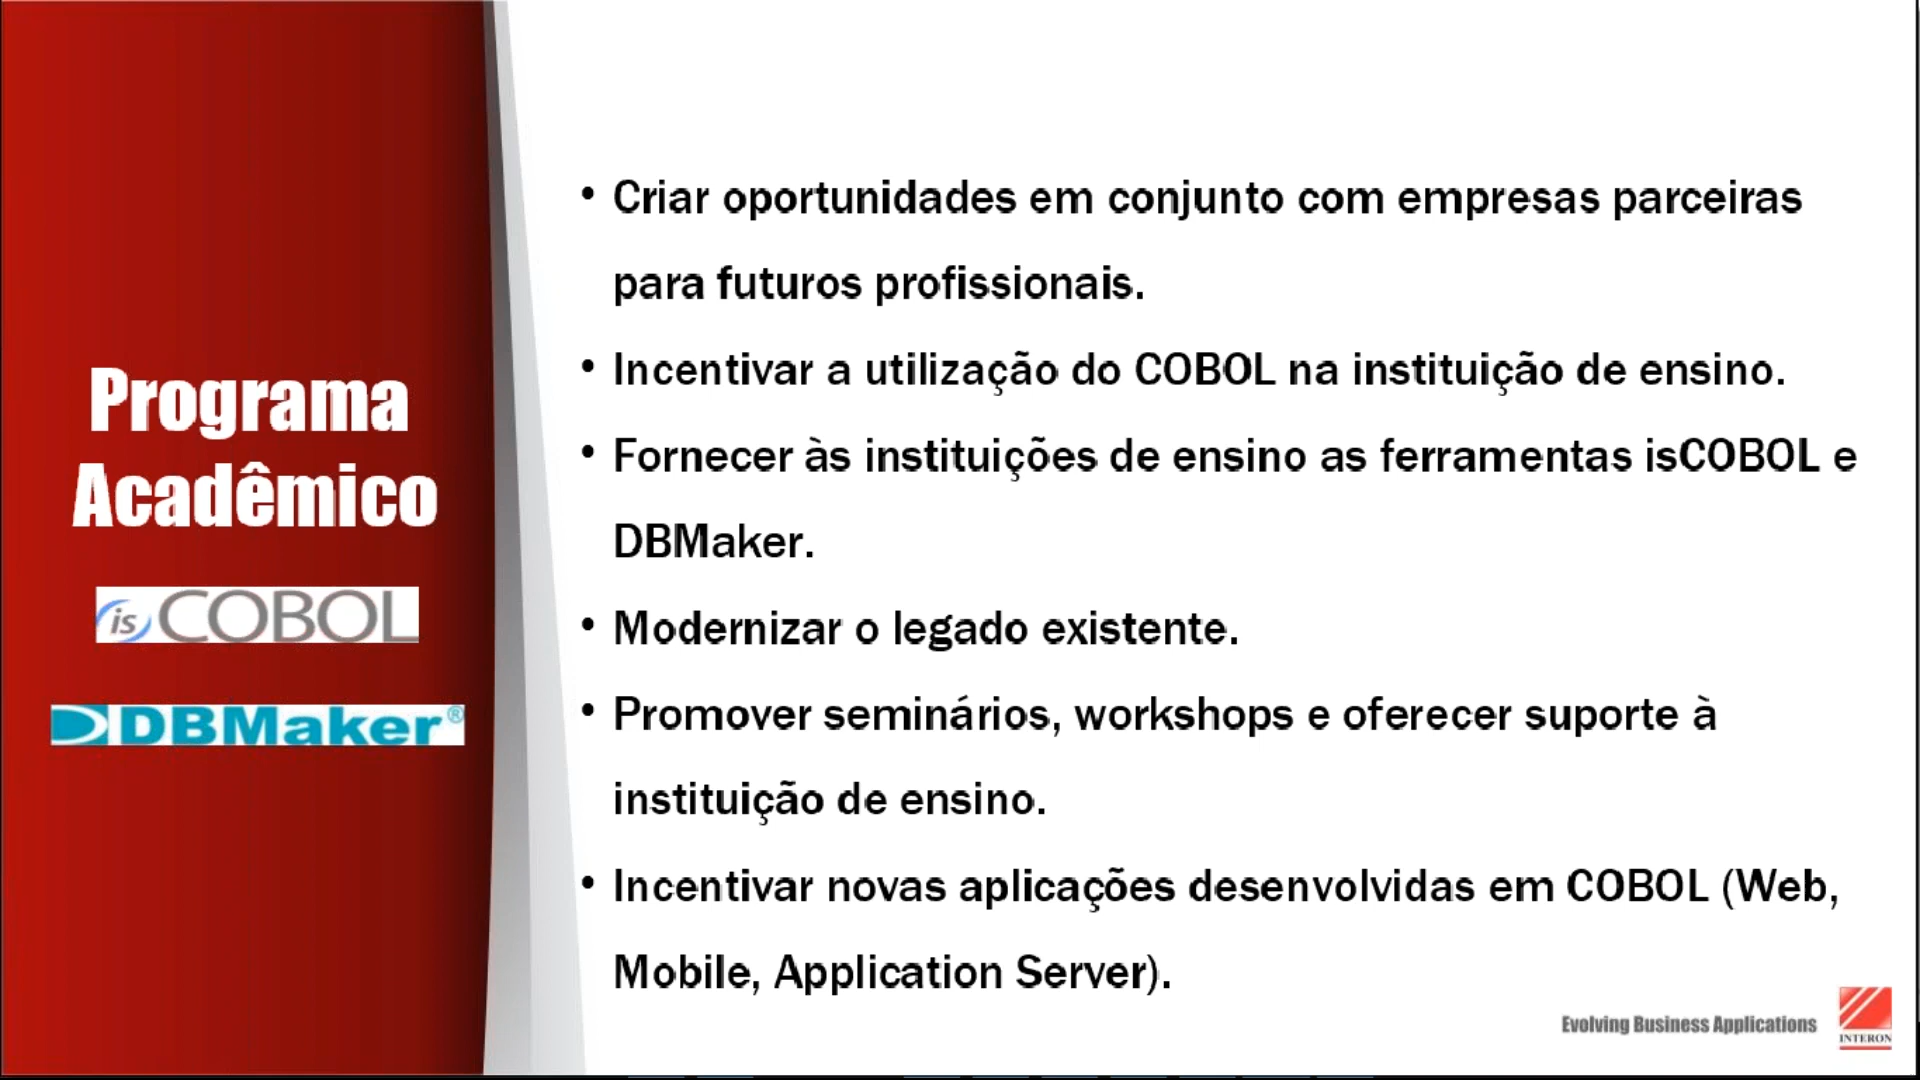 Programa
Acadêmico
isCOBOL
DBMaker®
• Criar oportunidades em conjunto com empresas parceiras
para futuros profissionais.
• Incentivar a utilização do COBOL na instituição de ensino.
• Fornecer às instituições de ensino as ferramentas isCOBOL e
DBMaker.
• Modernizar o legado existente.
• Promover seminários, workshops e oferecer suporte à
instituição de ensino.
• Incentivar novas aplicações desenvolvidas em COBOL (Web,
Mobile, Application Server).
Evolving Business Applications
INTERON